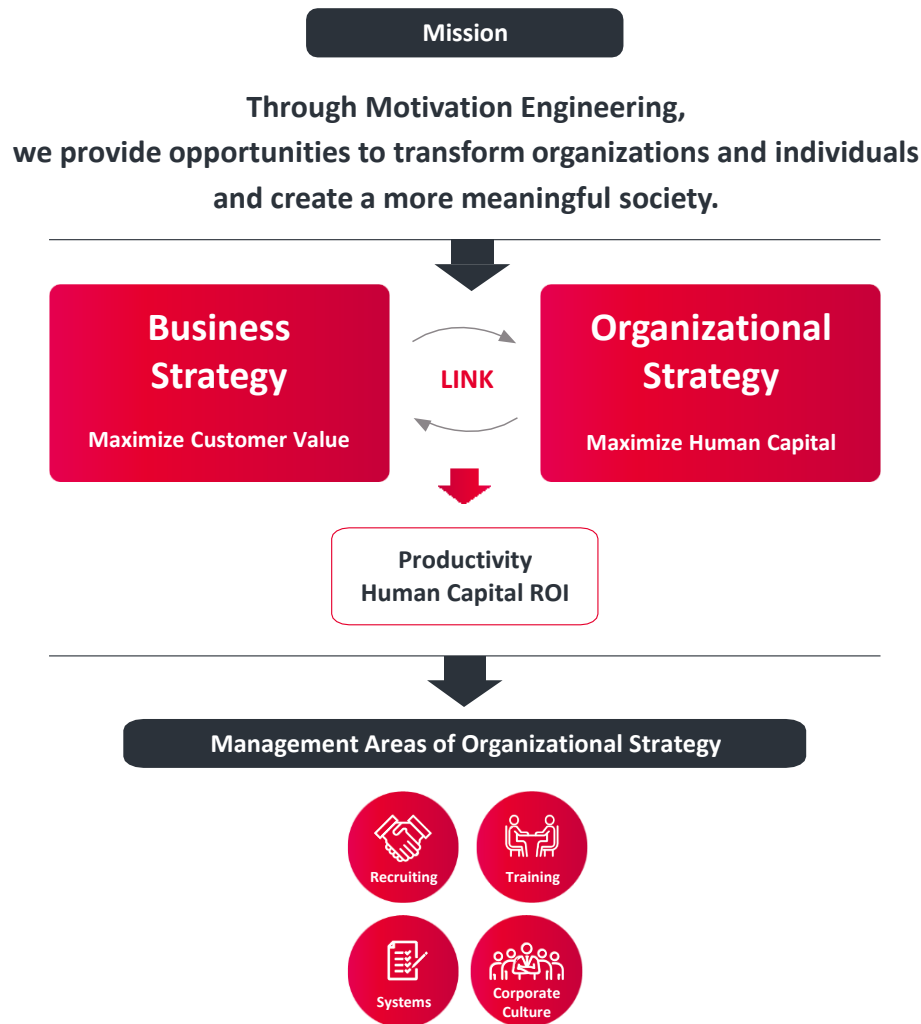 Mission
Through Motivation Engineering,
we provide opportunities to transform organizations and individuals
and create a more meaningful society.
Business
Strategy
Maximize Customer Value
LINK
Organizational
Strategy
Maximize Human Capital
Productivity
Human Capital ROI
Management Areas of Organizational Strategy
Recruiting
Training
Systems
Corporate
Culture